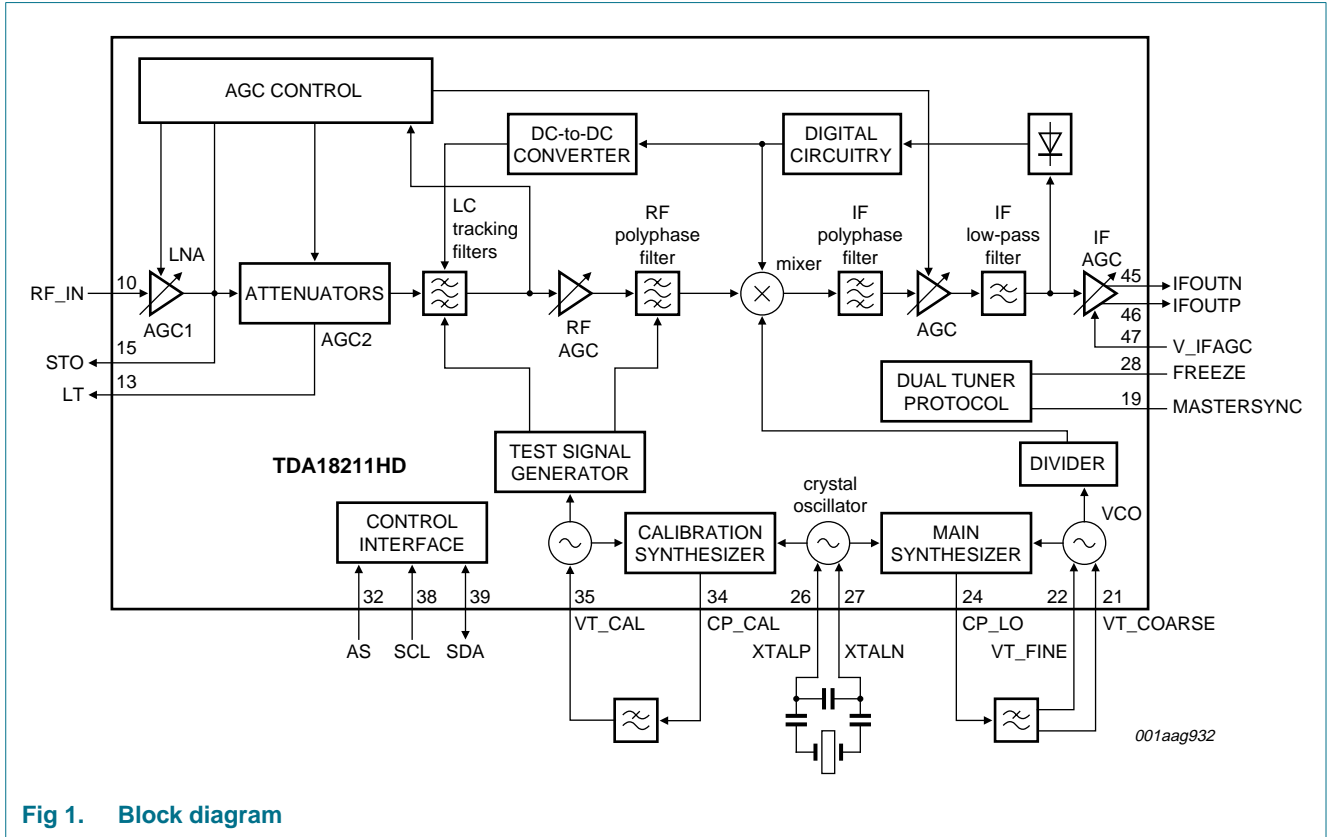 AGC CONTROL
DC-to-DC
CONVERTER
DIGITAL
CIRCUITRY
LNA
LC
tracking
filters
RF
polyphase
filter
mixer
IF
polyphase
filter
IF
low-pass
filter
IF
AGC
RF_IN
10
AGC1
ATTENUATORS
AGC2
RF
AGC
AGC
45
IFOUTN
IFOUTP
46
47
V_IFAGC
STO
15
LT
13
DUAL TUNER
PROTOCOL
28
FREEZE
19
MASTERSYNC
TDA18211HD
TEST SIGNAL
GENERATOR
DIVIDER
crystal
oscillator
VCO
CONTROL
INTERFACE
CALIBRATION
SYNTHESIZER
MAIN
SYNTHESIZER
32
38
39
35
34
26
27
24
22
21
AS
SCL
SDA
VT_CAL
CP_CAL
XTALP
XTALN
CP_LO
VT_FINE
VT_COARSE
001aag932
Fig 1. Block diagram